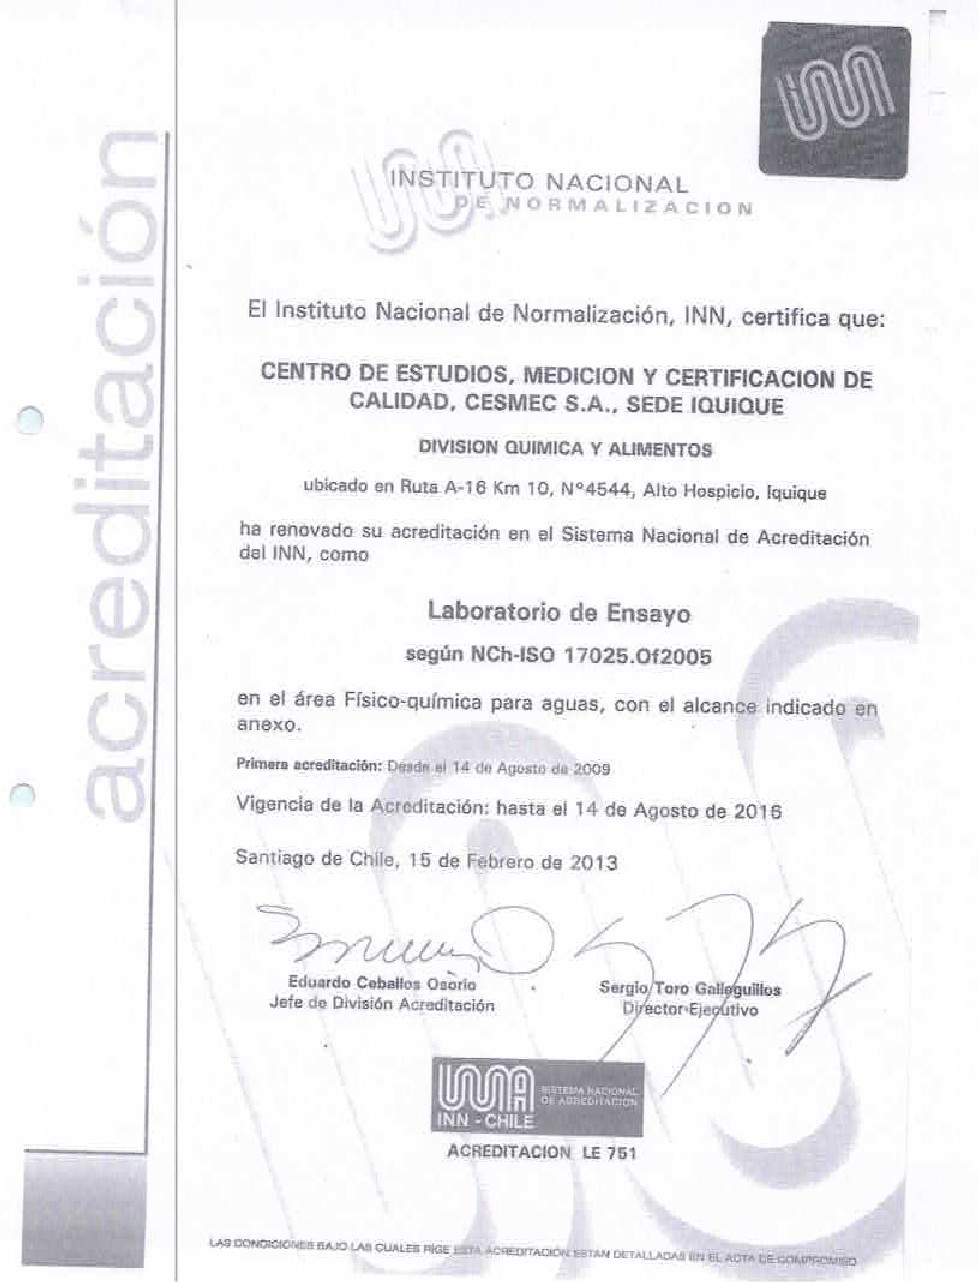 acreditación
INSTITUTO NACIONAL
DE NORMALIZACION
El Instituto Nacional de Normalización, INN, certifica que:
CENTRO DE ESTUDIOS, MEDICION Y CERTIFICACION DE
CALIDAD, CESMEC S.A., SEDE IQUIQUE
DIVISION QUIMICA Y ALIMENTOS
ubicado en Ruta A-16 Km 10, N°4544, Alto Hospicio, Iquique
ha renovado su acreditación en el Sistema Nacional de Acreditación
del INN, como
Laboratorio de Ensayo
según NCh-ISO 17025.Of2005
en el área Físico-química para aguas, con el alcance indicado en
anexo.
Primera acreditación: Desde el 14 de Agosto de 2009
Vigencia de la Acreditación: hasta el 14 de Agosto de 2016
Santiago de Chile, 15 de Febrero de 2013
Eduardo Ceballos Osorio
Jefe de División Acreditación
Sergio Toro Galleguillos
Director Ejecutivo
SISTEMA NACIONAL
DE ACREDITACION
INN - CHILE
ACREDITACION LE 751
LAS CONDICIONES BAJO LAS CUALES RIGE ESTA ACREDITACION ESTAN DETALLADAS EN EL ACTA DE COMPROMISO